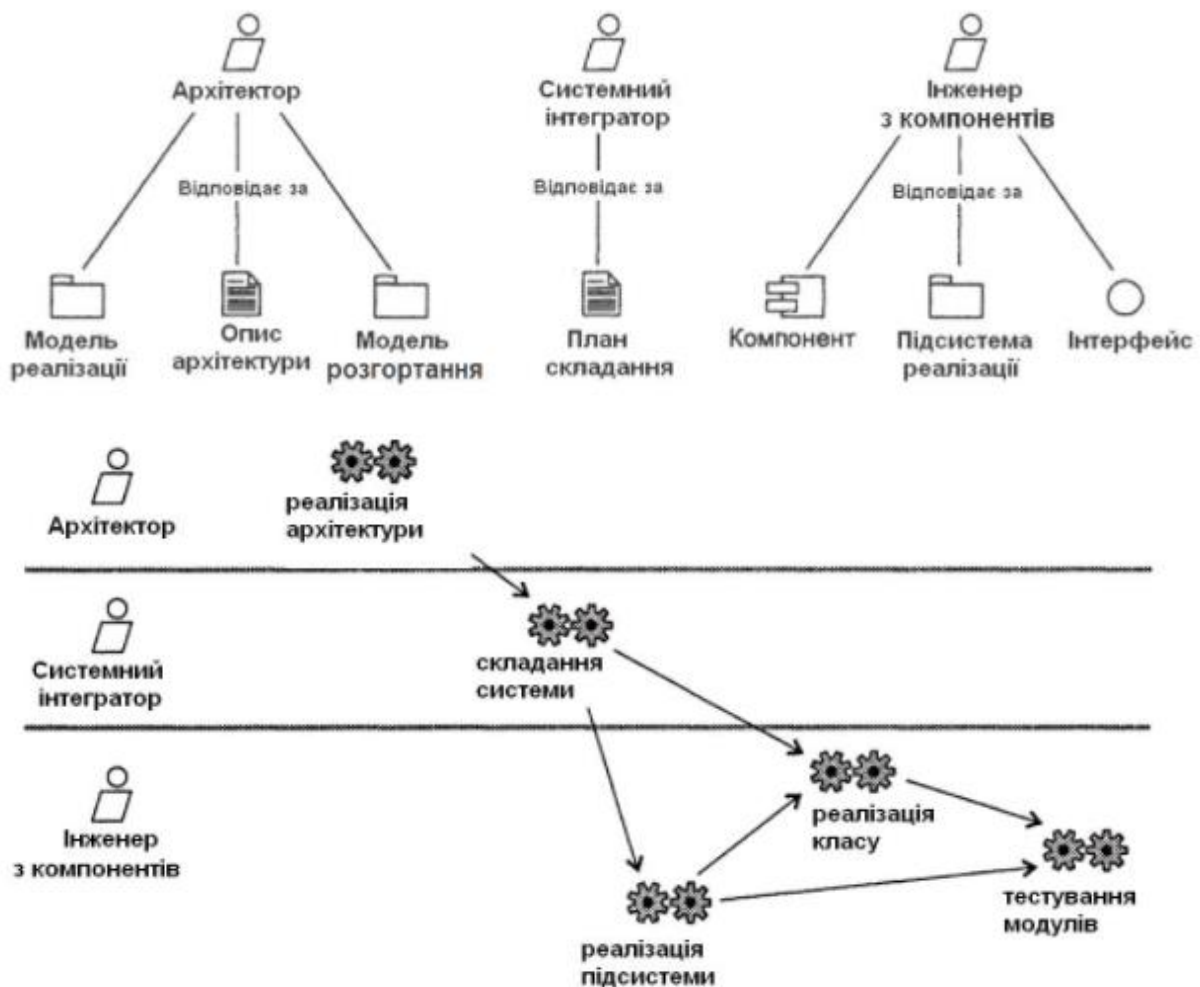 Архітектор
Системний
інтегратор
Інженер
з компонентів
Відповідає за
Відповідає за
Відповідає за
Модель
реалізації
Опис
архітектури
Модель
розгортання
План
складання
Компонент
Підсистема
реалізації
Інтерфейс
Архітектор
реалізація
архітектури
Системний
інтегратор
складання
системи
Інженер
з компонентів
реалізація
класу
тестування
модулів
реалізація
підсистеми